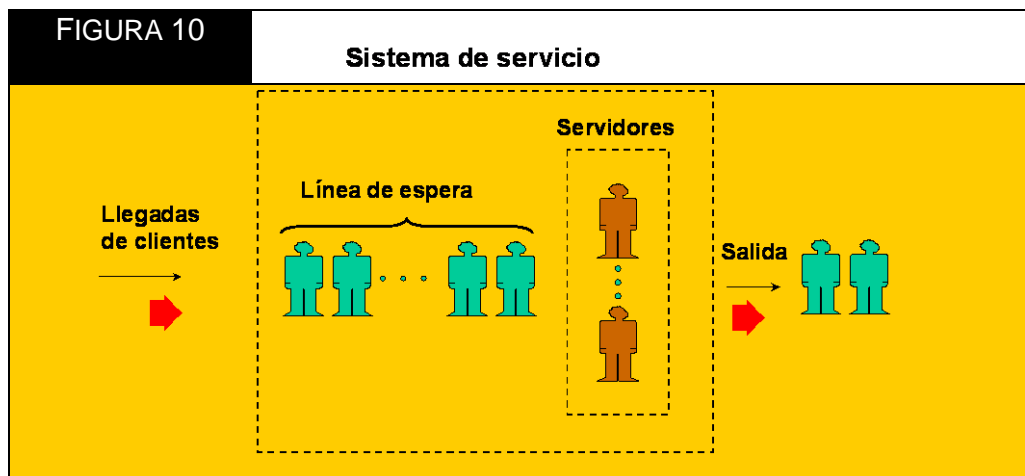 FIGURA 10
Sistema de servicio
Servidores
Línea de espera
Llegadas
de clientes
Salida